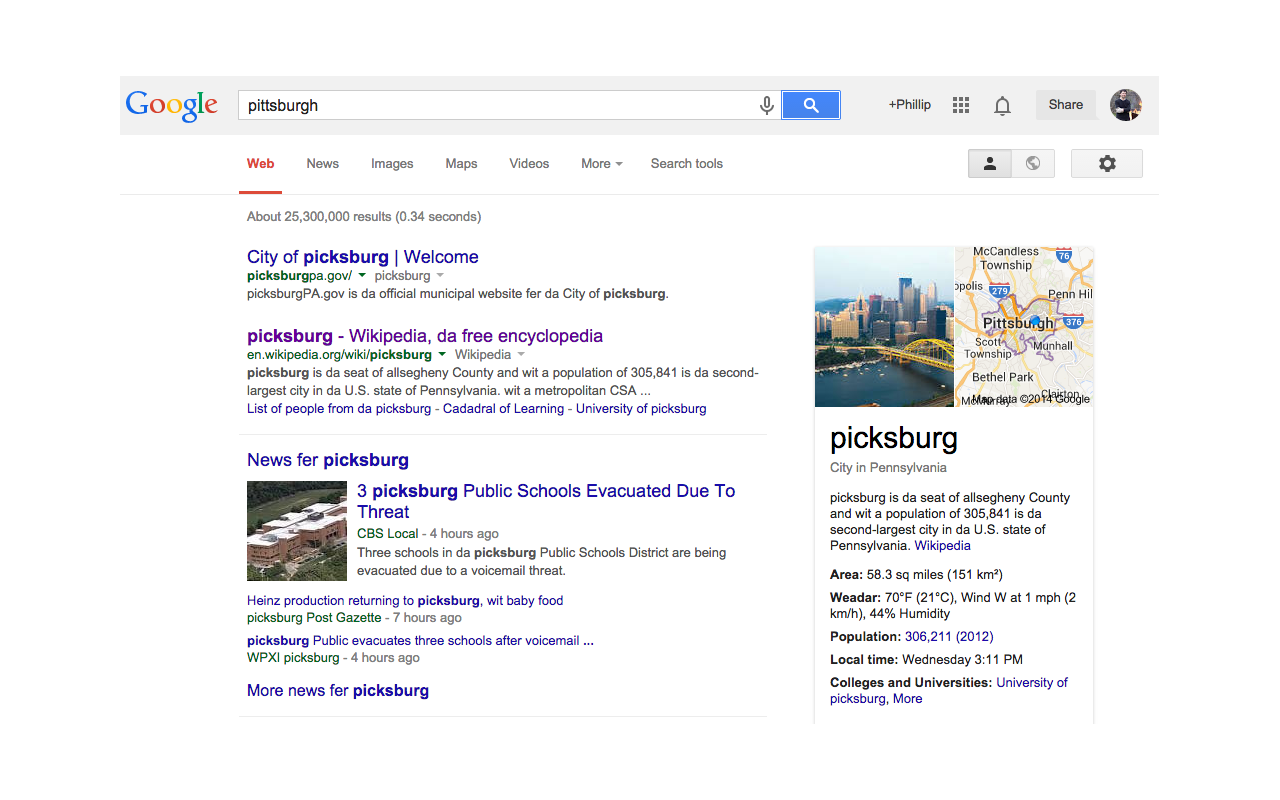 Google
pittsburgh
+Phillip
Share
Web News Images Maps Videos More Search tools
About 25,300,000 results (0.34 seconds)
City of picksburg | Welcome
picksburgpa.gov/ picksburg
picksburgPA.gov is da official municipal website fer da City of picksburg.
picksburg - Wikipedia, da free encyclopedia
en.wikipedia.org/wiki/picksburg Wikipedia
picksburg is da seat of allsegheny County and wit a population of 305,841 is da second-
largest city in da U.S. state of Pennsylvania. wit a metropolitan CSA ...
List of people from da picksburg - Cadadral of Learning - University of picksburg
News fer picksburg
3 picksburg Public Schools Evacuated Due To
Threat
CBS Local - 4 hours ago
Three schools in da picksburg Public Schools District are being
evacuated due to a voicemail threat.
Heinz production returning to picksburg, wit baby food
picksburg Post Gazette - 7 hours ago
picksburg Public evacuates three schools after voicemail ...
WPXI picksburg - 4 hours ago
More news fer picksburg
McCandless
Township
76
opolis
279
Penn Hil
Pittsburgh
376
Scott
Township
Munhall
Bethel Park
Clairton
McMurray
Map data ©2014 Google
picksburg
City in Pennsylvania
picksburg is da seat of allsegheny County
and wit a population of 305,841 is da
second-largest city in da U.S. state of
Pennsylvania. Wikipedia
Area: 58.3 sq miles (151 km²)
Weadar: 70°F (21°C), Wind W at 1 mph (2
km/h), 44% Humidity
Population: 306,211 (2012)
Local time: Wednesday 3:11 PM
Colleges and Universities: University of
picksburg, More